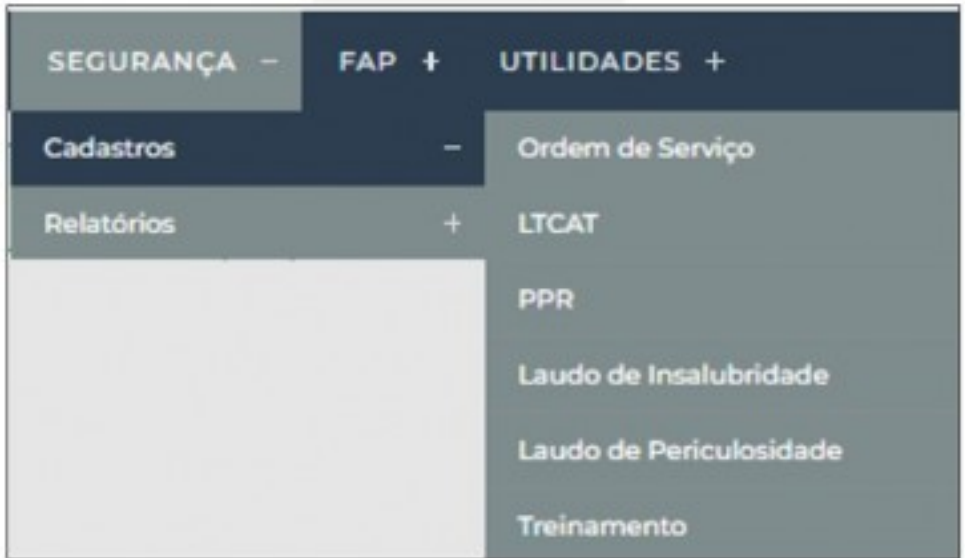 SEGURANÇA − FAP + UTILIDADES +
Cadastros − Ordem de Serviço
Relatórios + LTCAT
PPR
Laudo de Insalubridade
Laudo de Periculosidade
Treinamento